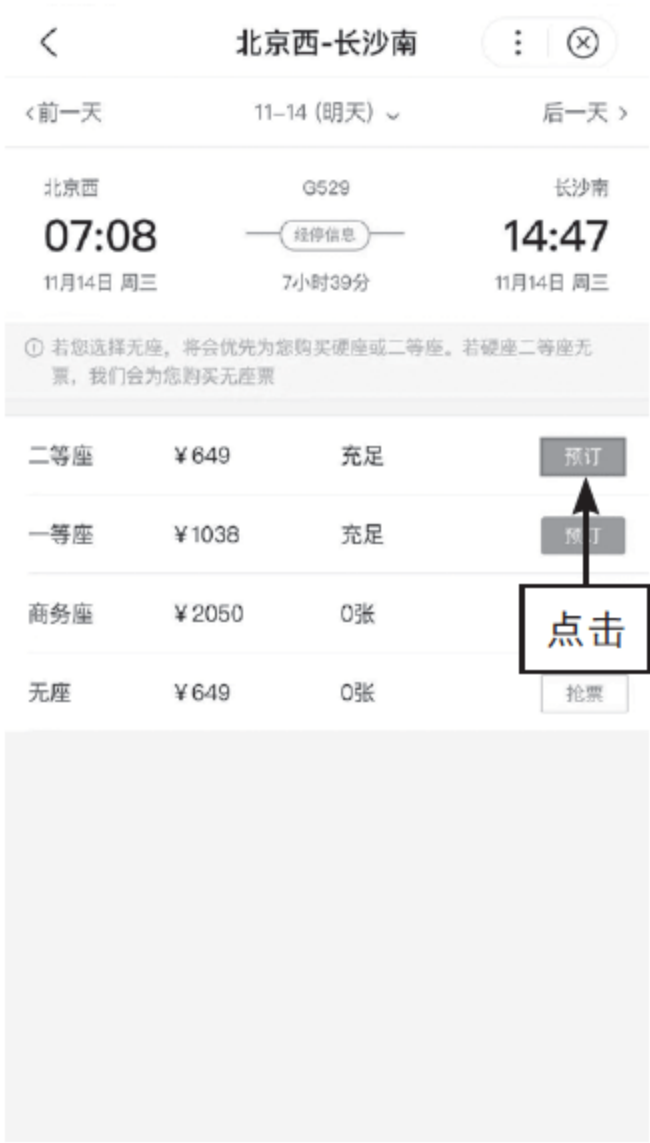 北京西-长沙南
<前一天 11-14 (明天) 后一天>
北京西 G529 长沙南
07:08 经停信息 14:47
11月14日 周三 7小时39分 11月14日 周三
若您选择无座，将会优先为您购买硬座或二等座。若硬座二等座无
票，我们会为您购买无座票
二等座 ¥649 充足 预订
一等座 ¥1038 充足 预订
商务座 ¥2050 0张
点击
无座 ¥649 0张 抢票